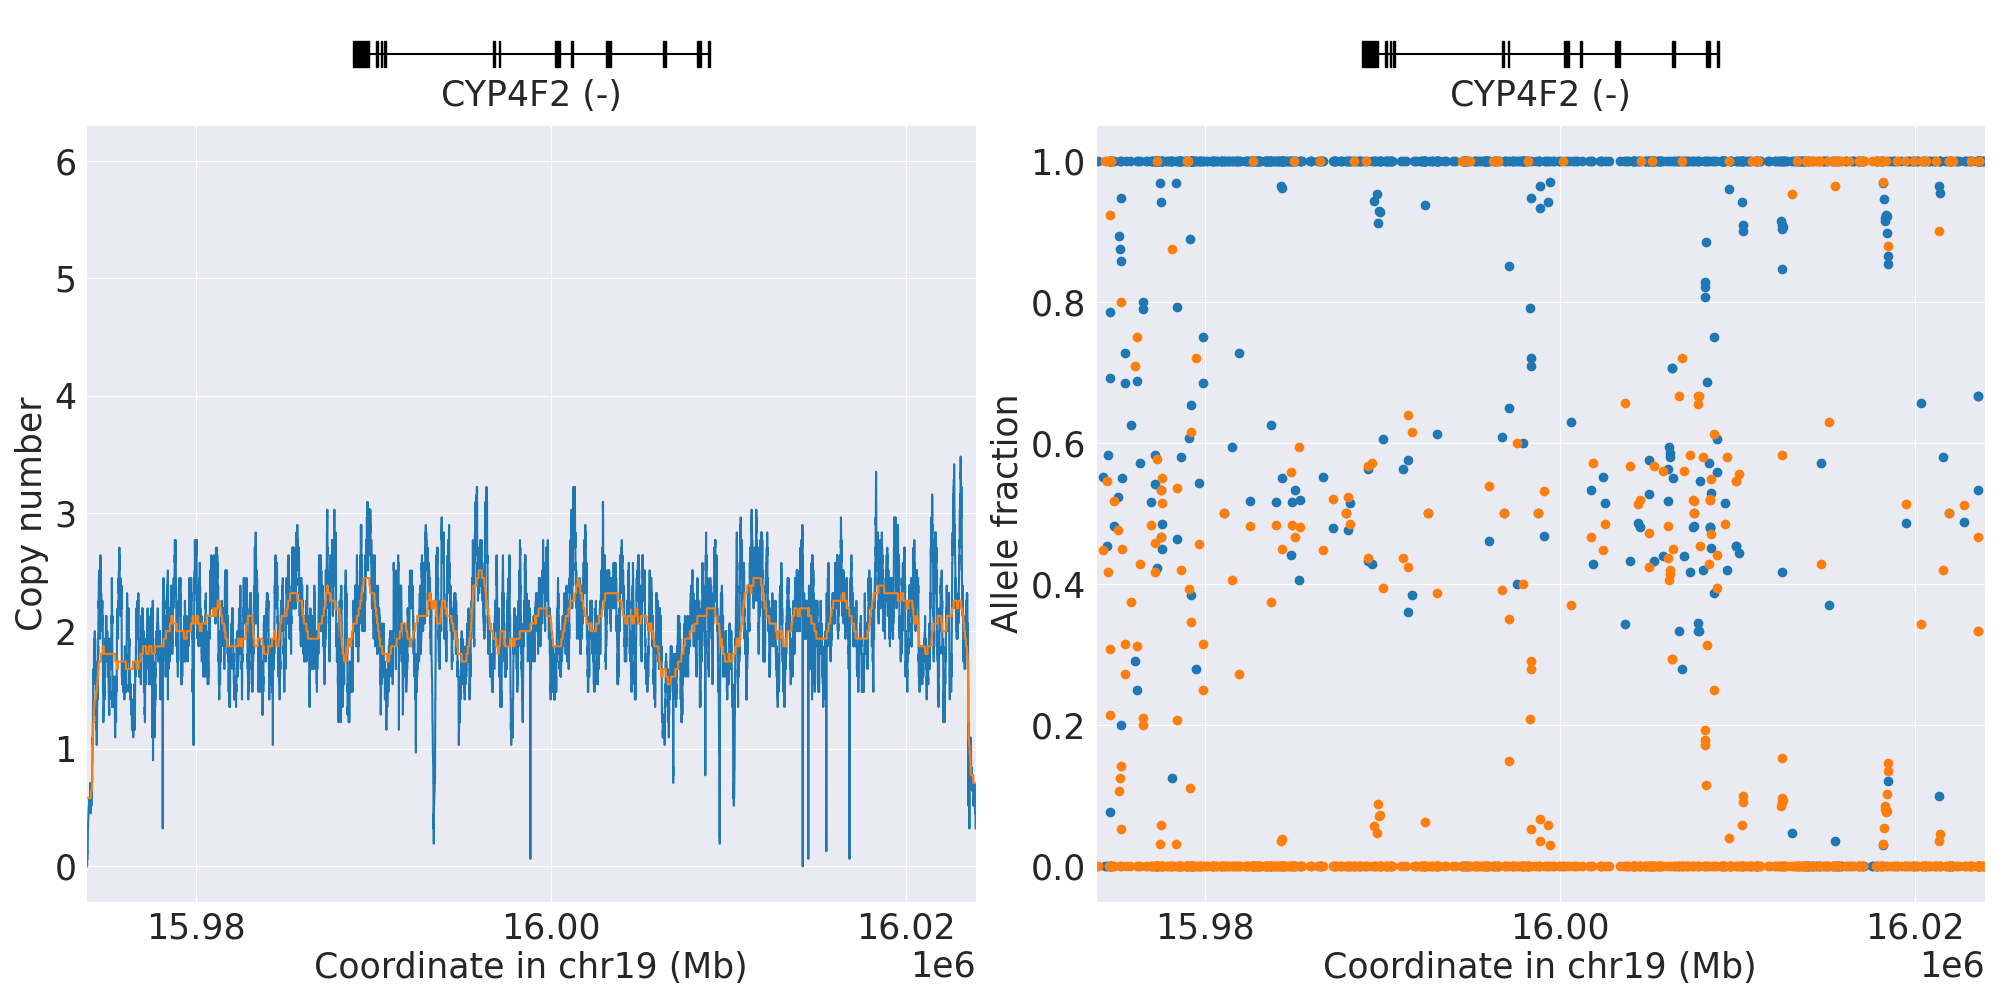 CYP4F2 (-)
6
5
4
3
2
1
0
Copy number
15.98 16.00 16.02
Coordinate in chr19 (Mb) 1e6
CYP4F2 (-)
1.0
0.8
0.6
0.4
0.2
0.0
Allele fraction
15.98 16.00 16.02
Coordinate in chr19 (Mb) 1e6